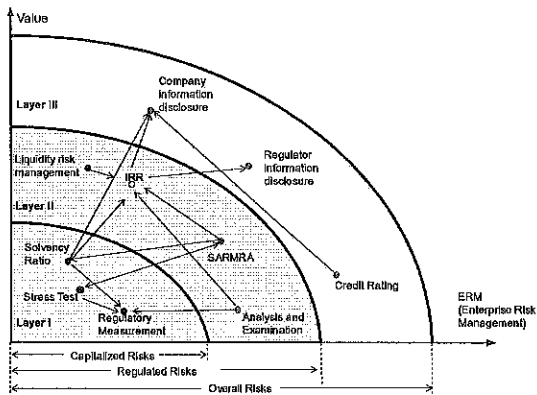 Value
Company
information
disclosure
Layer III
Liquidity risk
management
IRR
Regulator
information
disclosure
Layer II
Solvency
Ratio
SARMRA
Stress Test
Credit Rating
ERM
(Enterprise Risk
Management)
Layer I
Regulatory
Measurement
Analysis and
Examination
Capitalized Risks
Regulated Risks
Overall Risks